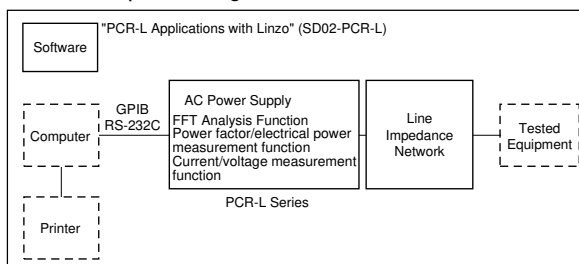 "PCR-L Applications with Linzo" (SD02-PCR-L)
Software
GPIB
RS-232C
Computer
Printer
AC Power Supply
FFT Analysis Function
Power factor/electrical power
measurement function
Current/voltage measurement
function
PCR-L Series
Line
Impedance
Network
Tested
Equipment